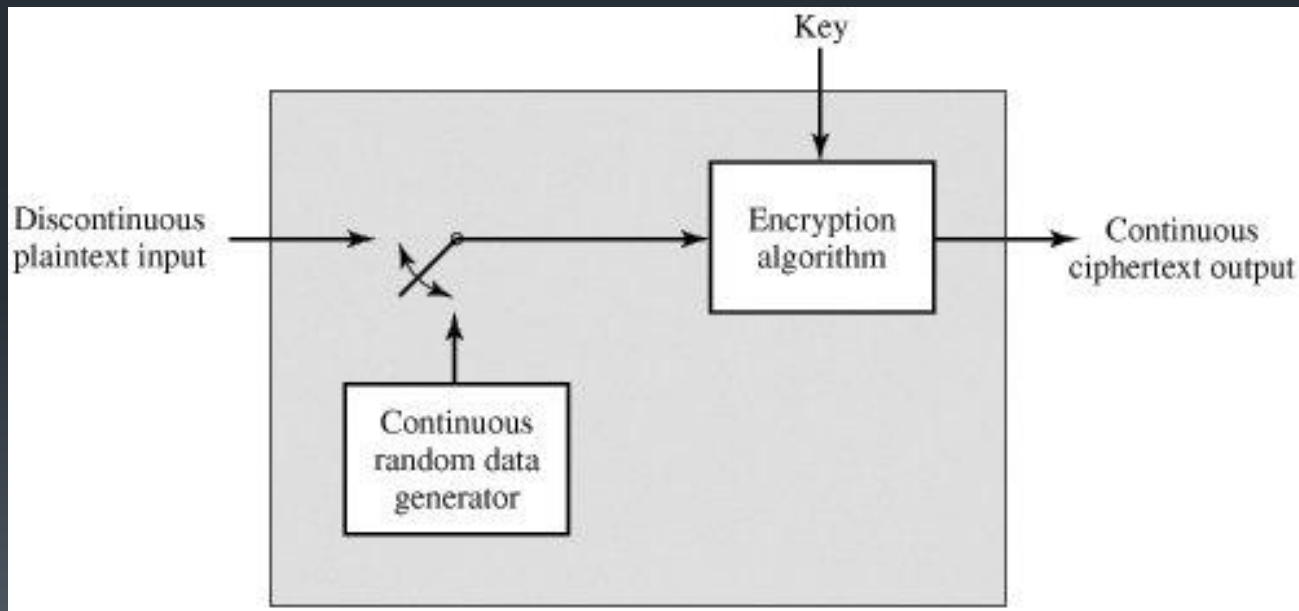 Key
Discontinuous
plaintext input
Encryption
algorithm
Continuous
ciphertext output
Continuous
random data
generator